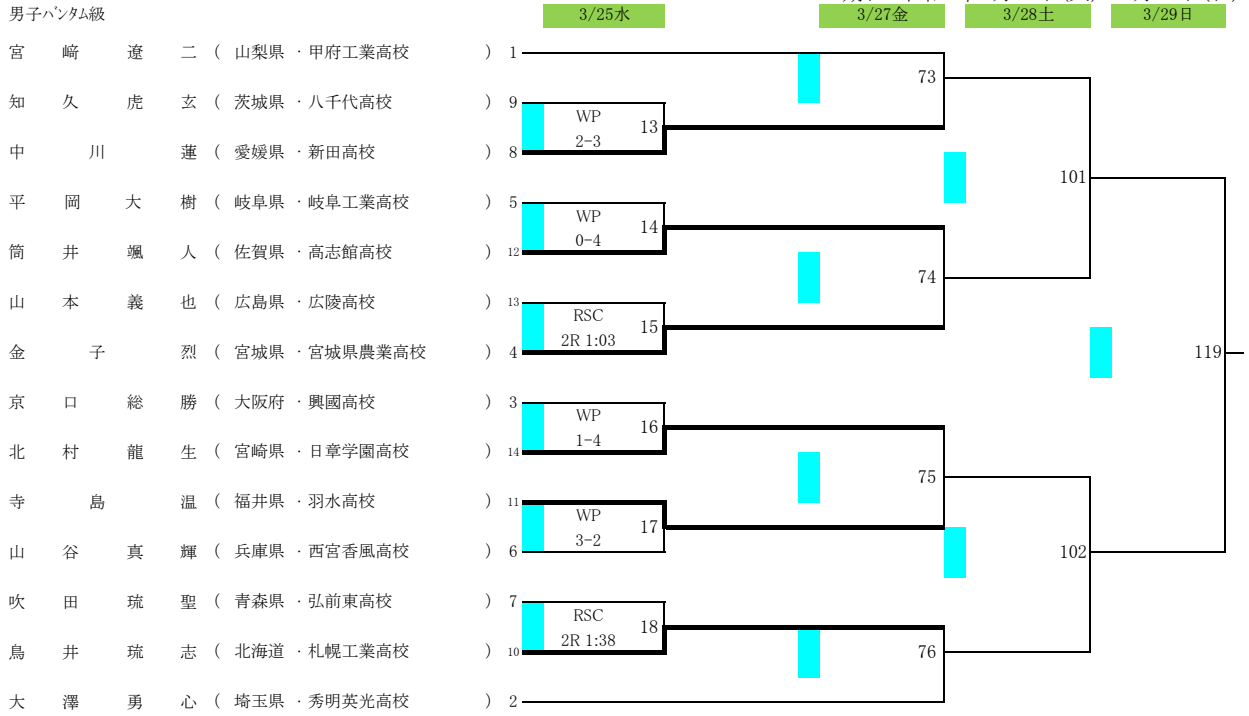 男子バンタム級 3/25水 3/27金 3/28土 3/29日
宮 﨑 遼 二 ( 山梨県 ・甲府工業高校 ) 1
73
知 久 虎 玄 ( 茨城県 ・八千代高校 ) 9
WP 13
2-3
中 川 蓮 ( 愛媛県 ・新田高校 ) 8
101
平 岡 大 樹 ( 岐阜県 ・岐阜工業高校 ) 5
WP 14
0-4
筒 井 颯 人 ( 佐賀県 ・高志館高校 ) 12
74
山 本 義 也 ( 広島県 ・広陵高校 ) 13
RSC 15
2R 1:03
金 子 烈 ( 宮城県 ・宮城県農業高校 ) 4
119
京 口 総 勝 ( 大阪府 ・興國高校 ) 3
WP 16
1-4
北 村 龍 生 ( 宮崎県 ・日章学園高校 ) 14
75
寺 島 温 ( 福井県 ・羽水高校 ) 11
WP 17
3-2
山 谷 真 輝 ( 兵庫県 ・西宮香風高校 ) 6
102
吹 田 琉 聖 ( 青森県 ・弘前東高校 ) 7
RSC 18
2R 1:38
鳥 井 琉 志 ( 北海道 ・札幌工業高校 ) 10
76
大 澤 勇 心 ( 埼玉県 ・秀明英光高校 ) 2